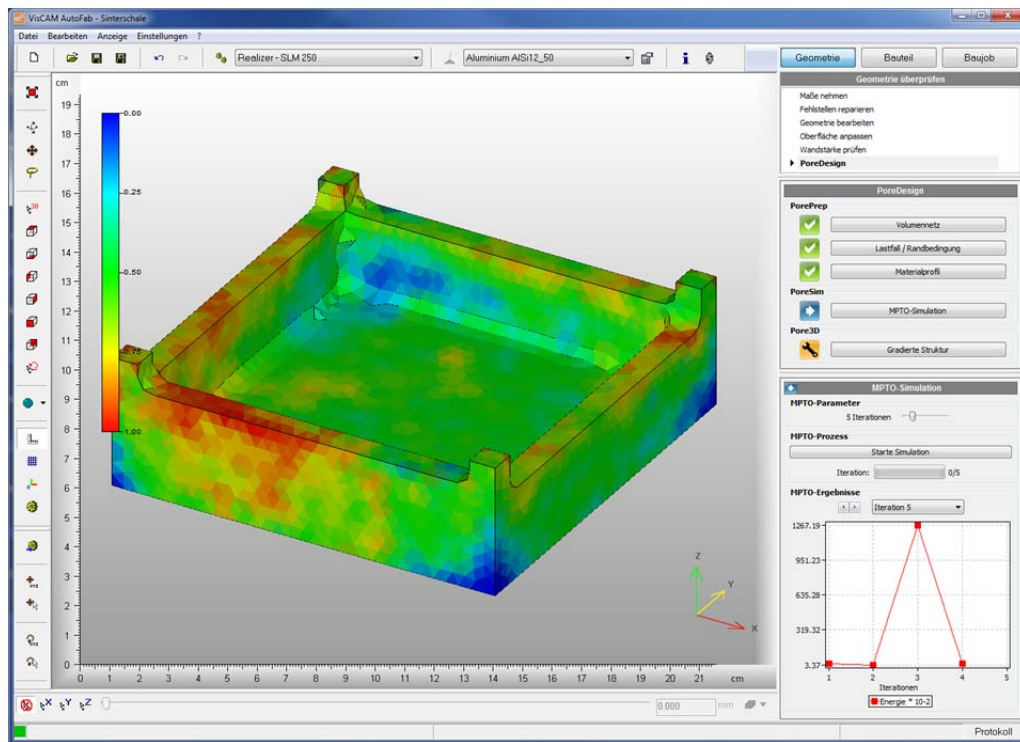 VisCAM AutoFab - Sinterschale
Datei Bearbeiten Anzeige Einstellungen ?
Realizer - SLM 250
Aluminium AlSi12_50
Geometrie Bauteil Baujob
Geometrie überprüfen
Maße nehmen
Fehlstellen reparieren
Geometrie bearbeiten
Oberfläche anpassen
Wandstärke prüfen
PoreDesign
PoreDesign
PorePrep
Volumennetz
Lastfall / Randbedingung
Materialprofil
PoreSim
MPTO-Simulation
Pore3D
Gradierte Struktur
MPTO-Simulation
MPTO-Parameter
5 Iterationen
MPTO-Prozess
Starte Simulation
Iteration: 0/5
MPTO-Ergebnisse
Iteration 5
1267.19
951.23
635.28
319.32
3.37
1 2 3 4 5
Iterationen
Energie * 10-2
cm
19
18
17
16
15
14
13
12
11
10
9
8
7
6
5
4
3
2
1
0
0.00
0.25
0.50
0.75
1.00
Z
Y
X
0 1 2 3 4 5 6 7 8 9 10 11 12 13 14 15 16 17 18 19 20 21 cm
X Y Z
0.000 mm
Protokoll